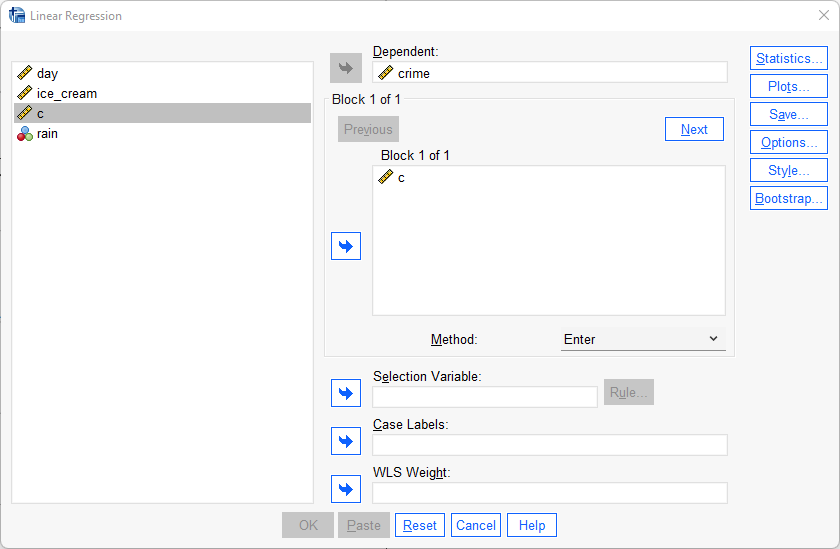 Linear Regression
day
ice_cream
c
rain
Dependent:
crime
Block 1 of 1
Previous
Next
Block 1 of 1
c
Method:
Enter
Selection Variable:
Rule...
Case Labels:
WLS Weight:
Statistics...
Plots...
Save...
Options...
Style...
Bootstrap...
OK
Paste
Reset
Cancel
Help